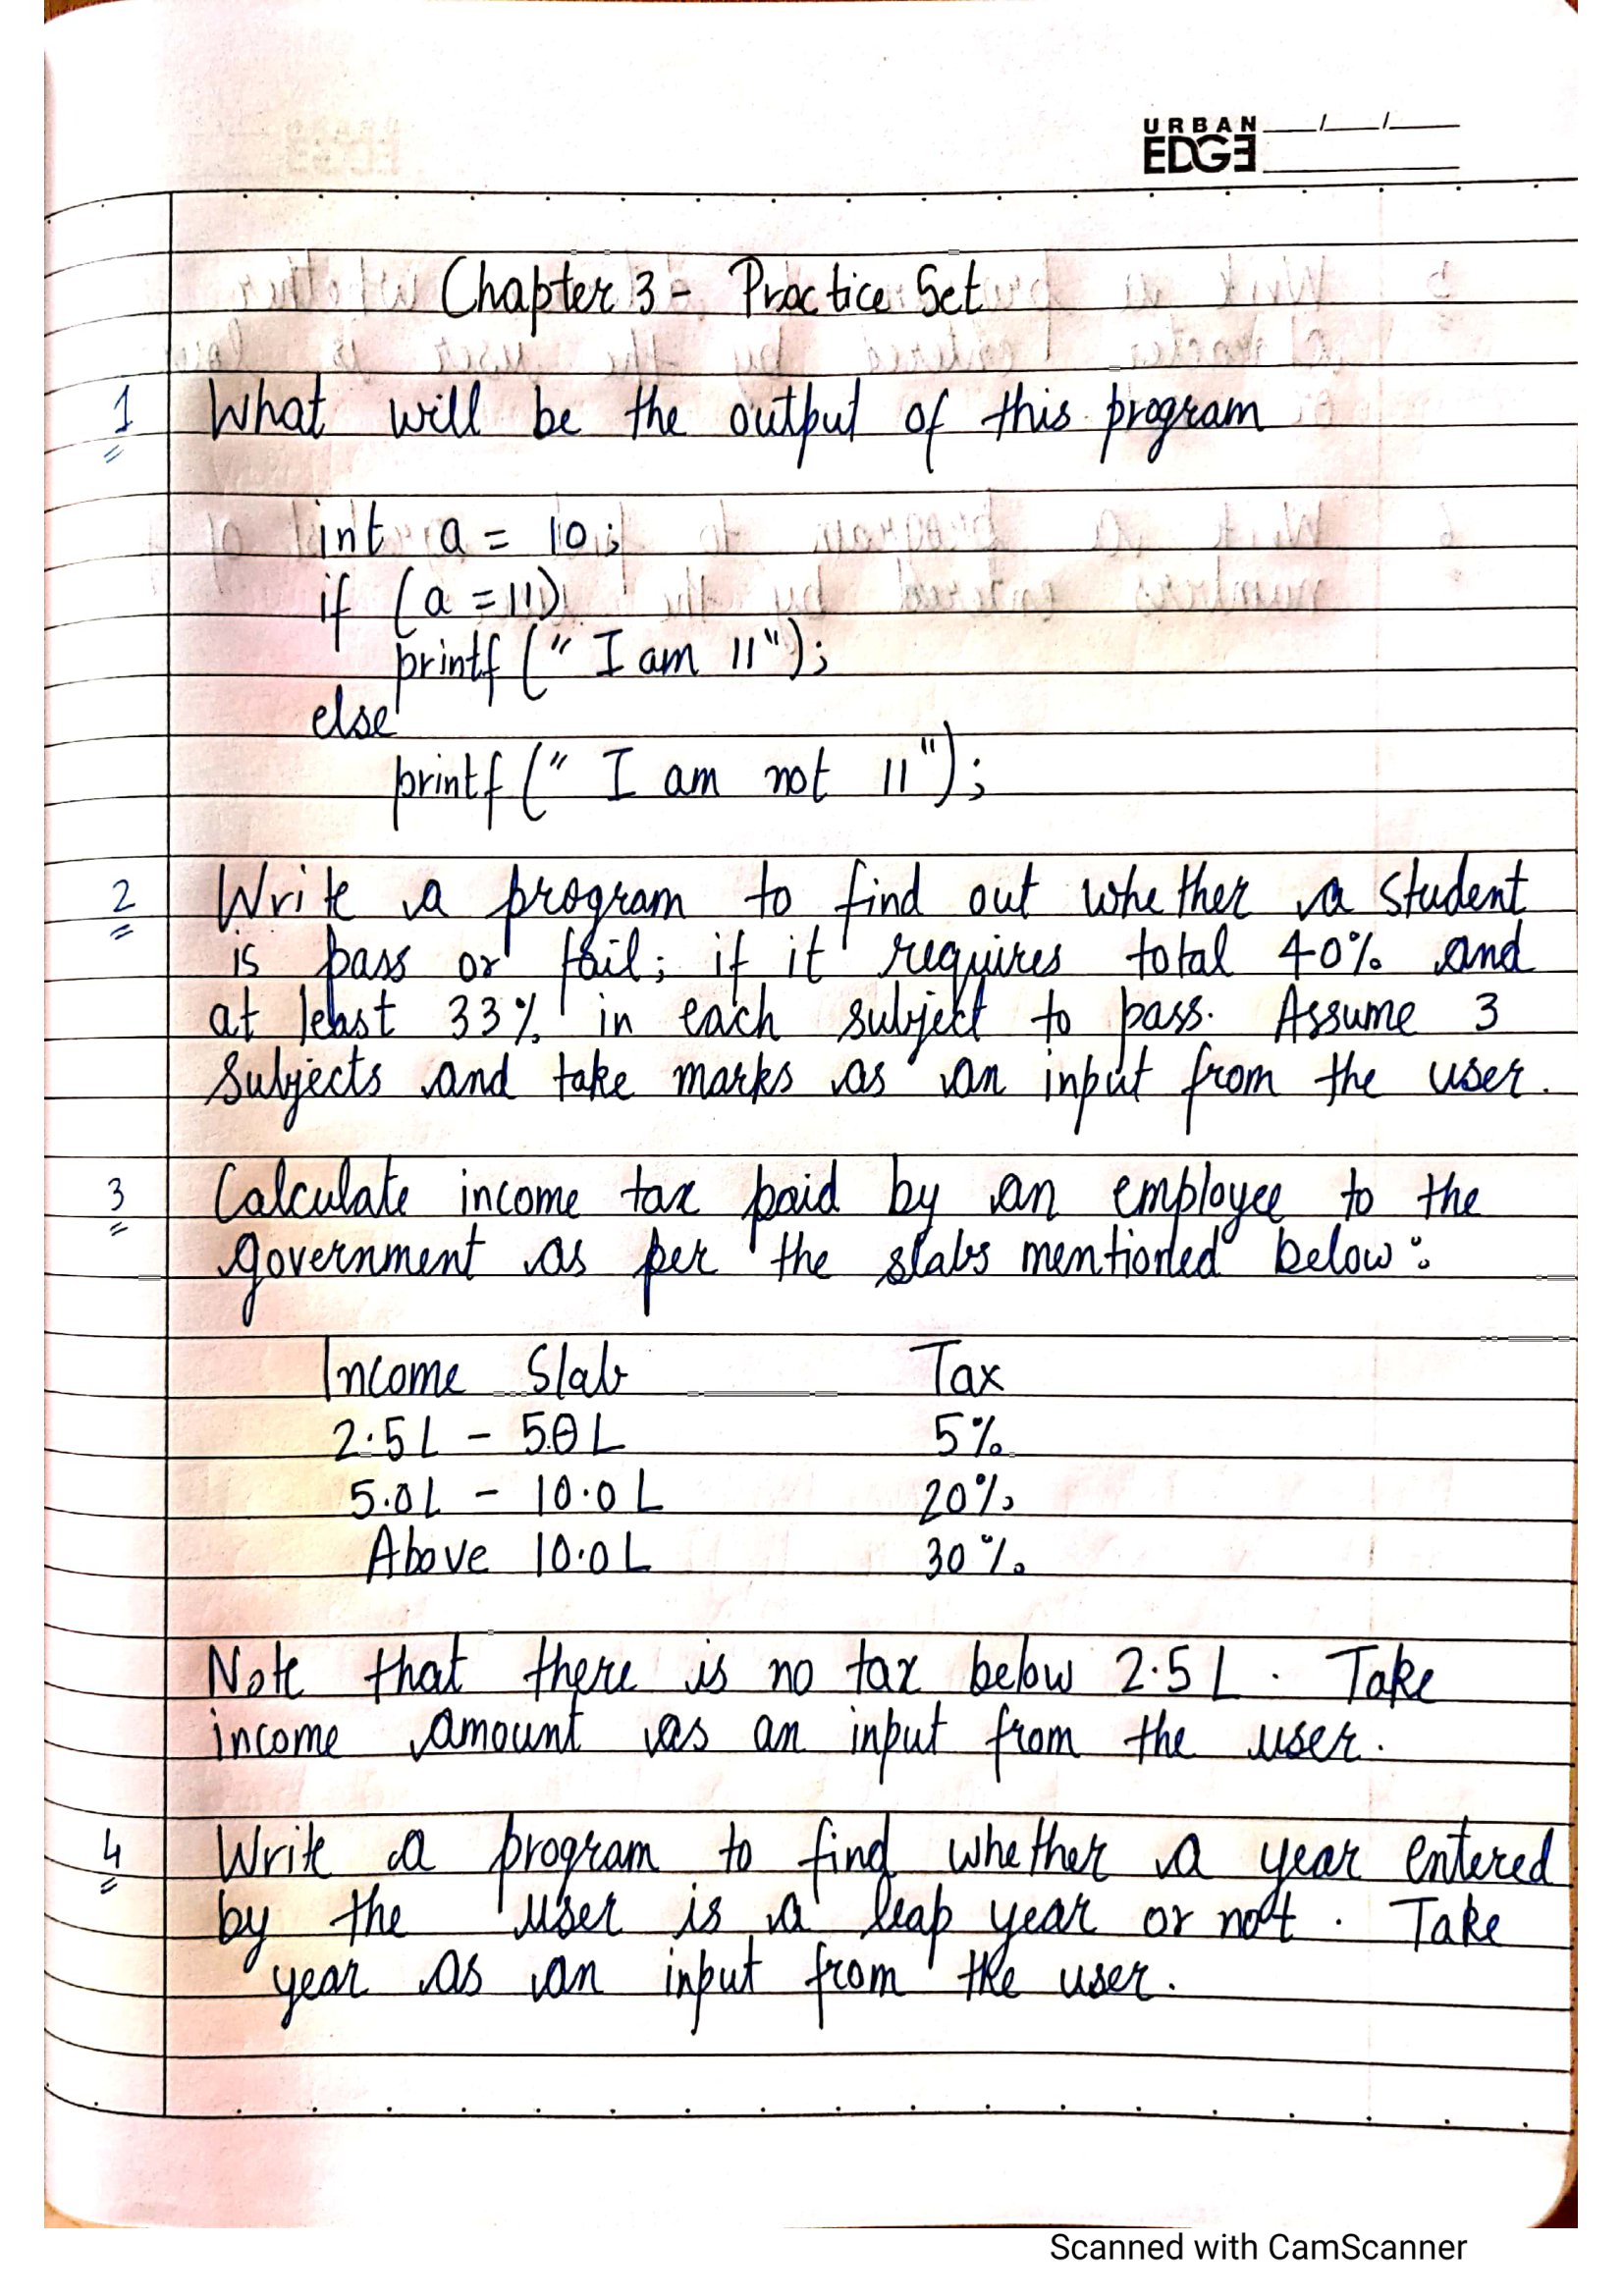 URBAN
EDGE
Chapter 3 - Practice Set
1 What will be the output of this program
int a = 10;
if (a = 11)
printf (" I am 11");
else
printf (" I am not 11");
2 Write a program to find out whether a student
is pass or fail; if it requires total 40% and
at least 33% in each subject to pass. Assume 3
Subjects and take marks as an input from the user.
3 Calculate income tax paid by an employee to the
government as per the slabs mentioned below:
Income Slab Tax
2.5L - 5.0L 5%
5.0L - 10.0L 20%
Above 10.0L 30%
Note that there is no tax below 2.5L. Take
income amount as an input from the user.
4 Write a program to find whether a year entered
by the user is a leap year or not. Take
year as an input from the user.
Scanned with CamScanner